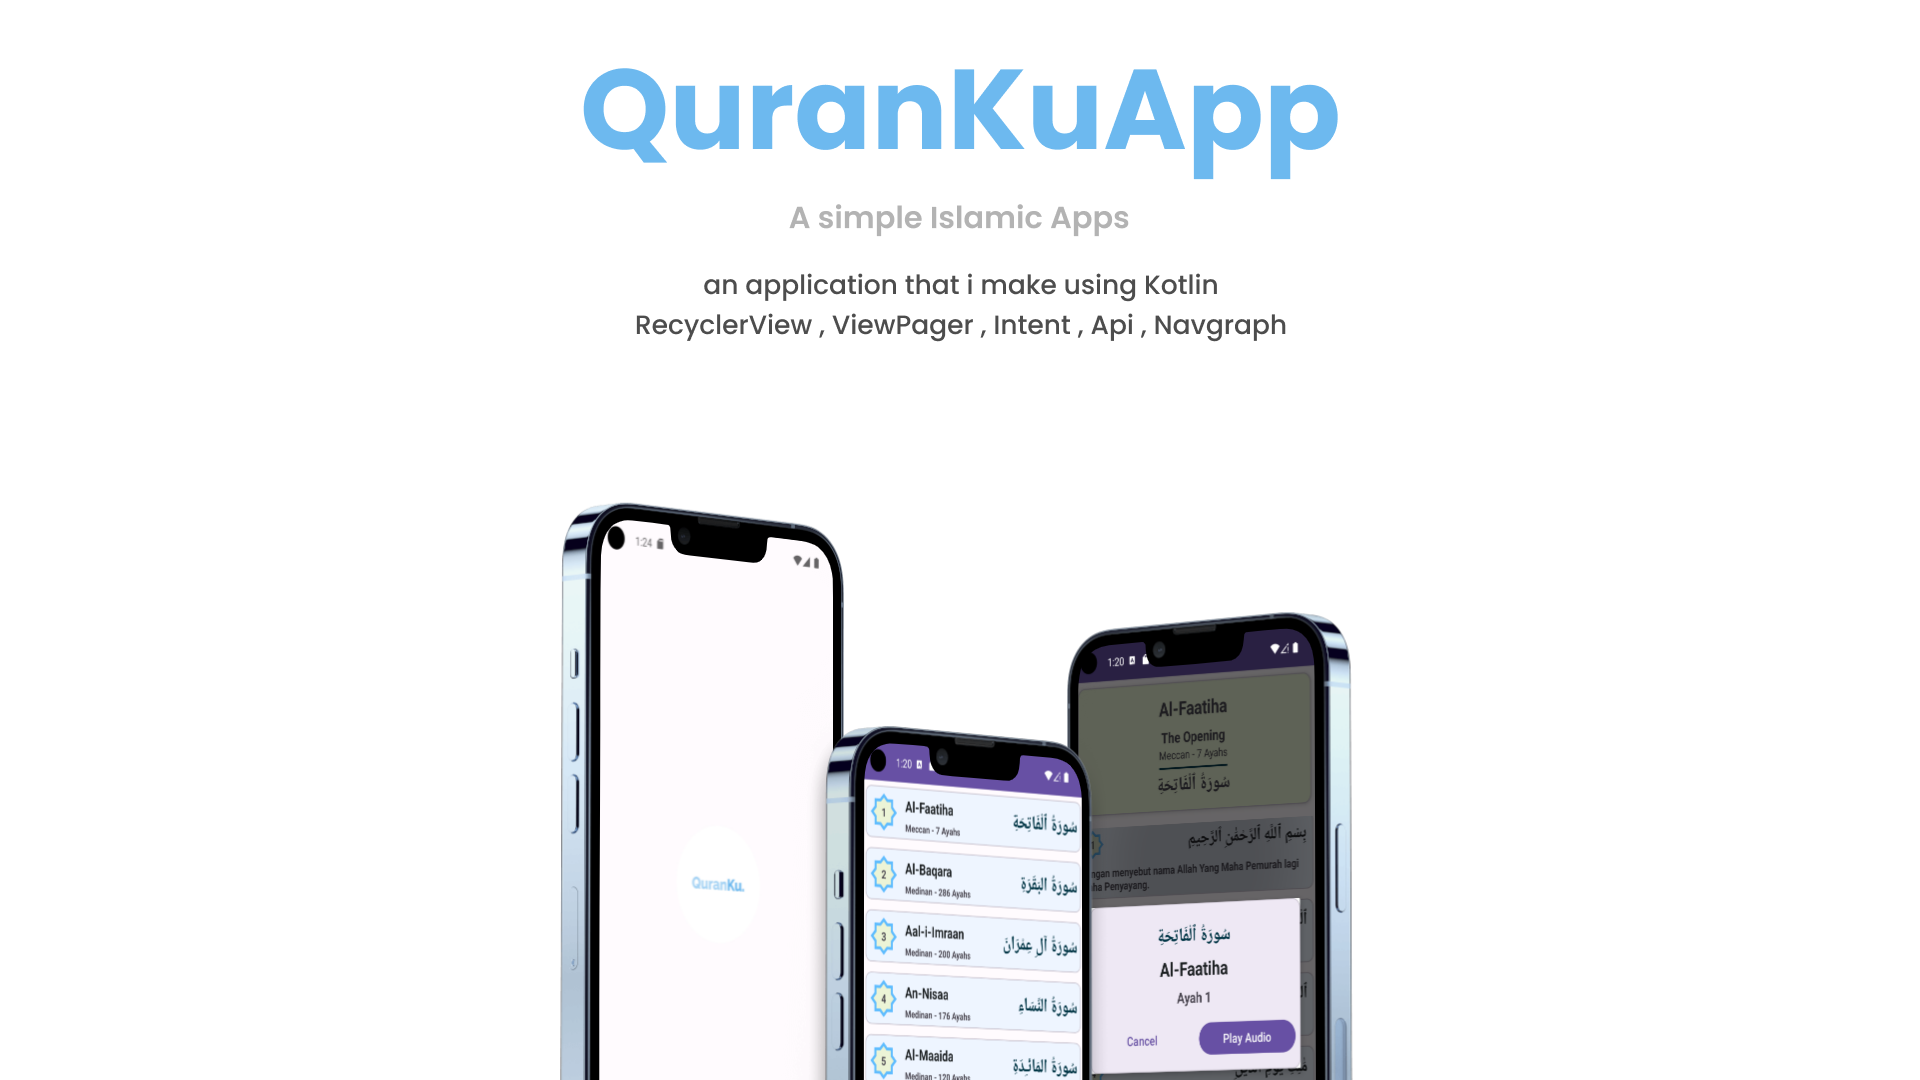 QuranKuApp
A simple Islamic Apps
an application that i make using Kotlin
RecyclerView , ViewPager , Intent , Api , Navgraph
1:24
QuranKu.
1:20
1
Al-Faatiha
Meccan - 7 Ayahs
سُورَةُ ٱلْفَاتِحَةِ
2
Al-Baqara
Medinan - 286 Ayahs
سُورَةُ البَقَرَةِ
3
Aal-i-Imraan
Medinan - 200 Ayahs
سُورَةُ آلِ عِمۡرَانَ
4
An-Nisaa
Medinan - 176 Ayahs
سُورَةُ النِّسَاءِ
5
Al-Maaida
Medinan - 120 Ayahs
سُورَةُ المَائـِدَةِ
1:20
Al-Faatiha
The Opening
Meccan - 7 Ayahs
سُورَةُ ٱلْفَاتِحَةِ
بِسْمِ ٱللَّهِ ٱلرَّحْمَٰنِ ٱلرَّحِيمِ
ngan menyebut nama Allah Yang Maha Pemurah lagi
ha Penyayang.
سُورَةُ ٱلْفَاتِحَةِ
Al-Faatiha
Ayah 1
Cancel
Play Audio